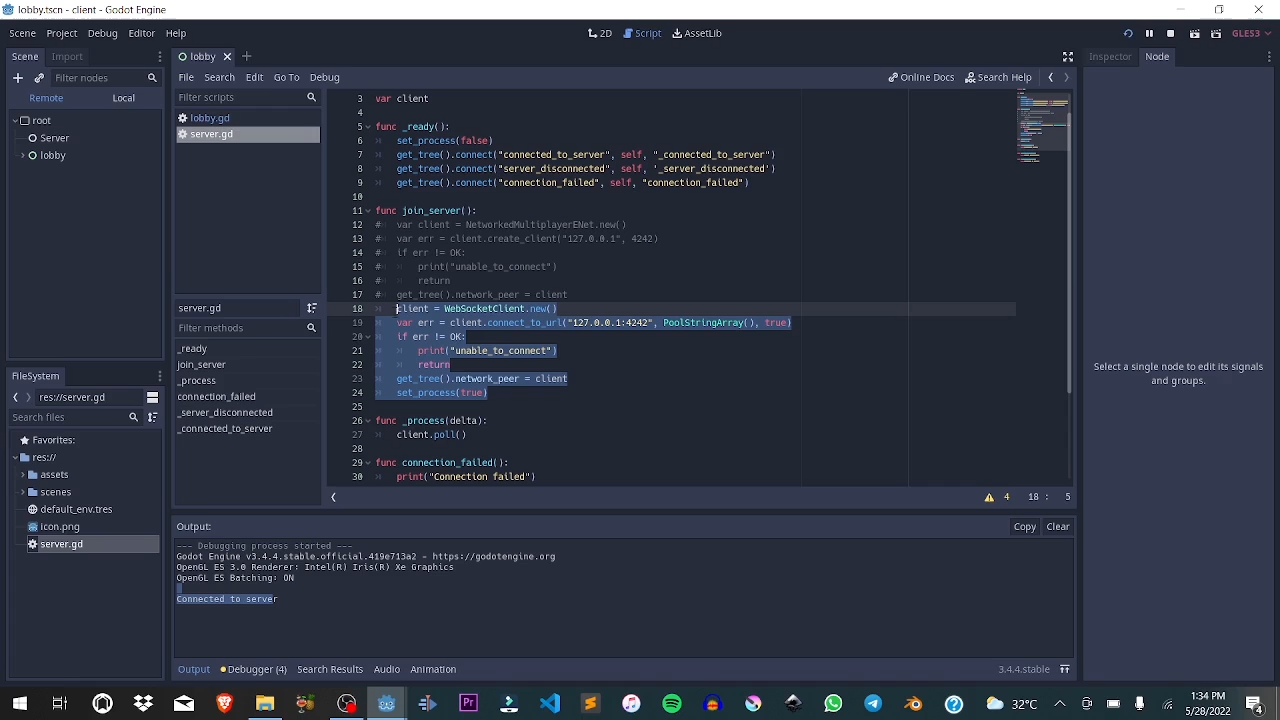 lobby.tscn - client - Godot Engine
Scene Project Debug Editor Help
2D Script AssetLib
GLES3
Scene Import
Filter nodes
Remote Local
root
Server
lobby
FileSystem
res://server.gd
Search files
Favorites:
res://
assets
scenes
default_env.tres
icon.png
server.gd
lobby
File Search Edit Go To Debug
Online Docs Search Help
Filter scripts
lobby.gd
server.gd
server.gd
Filter methods
_ready
join_server
_process
connection_failed
_server_disconnected
_connected_to_server
3 var client
4
5 func _ready():
6 set_process(false)
7 get_tree().connect("connected_to_server", self, "_connected_to_server")
8 get_tree().connect("server_disconnected", self, "_server_disconnected")
9 get_tree().connect("connection_failed", self, "connection_failed")
10
11 func join_server():
12 # var client = NetworkedMultiplayerENet.new()
13 # var err = client.create_client("127.0.0.1", 4242)
14 # if err != OK:
15 # print("unable_to_connect")
16 # return
17 # get_tree().network_peer = client
18 client = WebSocketClient.new()
19 var err = client.connect_to_url("127.0.0.1:4242", PoolStringArray(), true)
20 if err != OK:
21 print("unable_to_connect")
22 return
23 get_tree().network_peer = client
24 set_process(true)
25
26 func _process(delta):
27 client.poll()
28
29 func connection_failed():
30 print("Connection failed")
4 18 : 5
Output:
Copy Clear
--- Debugging process started ---
Godot Engine v3.4.4.stable.official.419e713a2 - https://godotengine.org
OpenGL ES 3.0 Renderer: Intel(R) Iris(R) Xe Graphics
OpenGL ES Batching: ON
Connected to server
Output Debugger (4) Search Results Audio Animation
3.4.4.stable
Inspector Node
Select a single node to edit its signals
and groups.
Pr
32°C
1:34 PM
5/28/2022